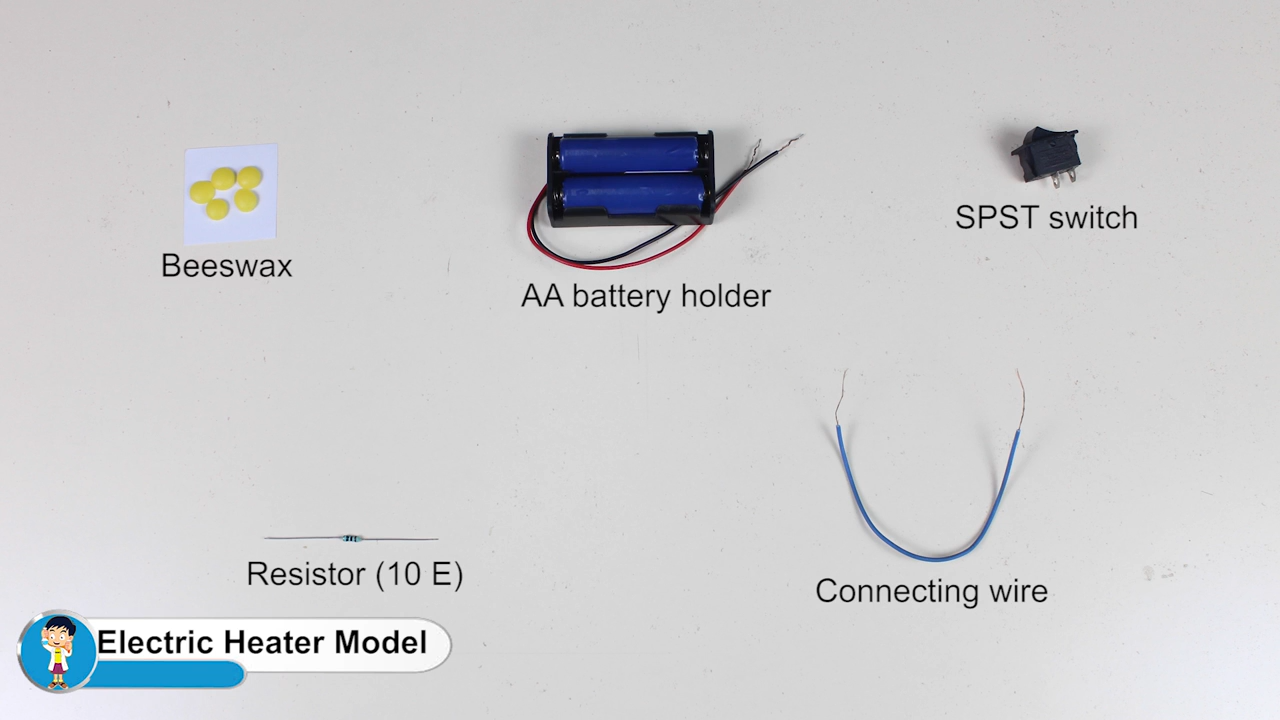 Beeswax
AA battery holder
SPST switch
Resistor (10 E)
Connecting wire
Electric Heater Model